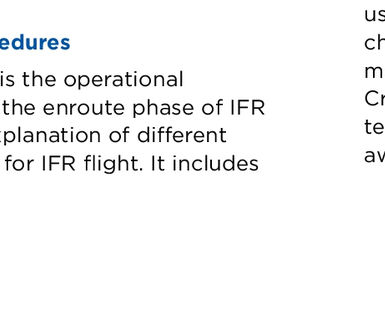 edures
is the operational
the enroute phase of IFR
xplanation of different
for IFR flight. It includes
us
ch
m
Cr
te
aw